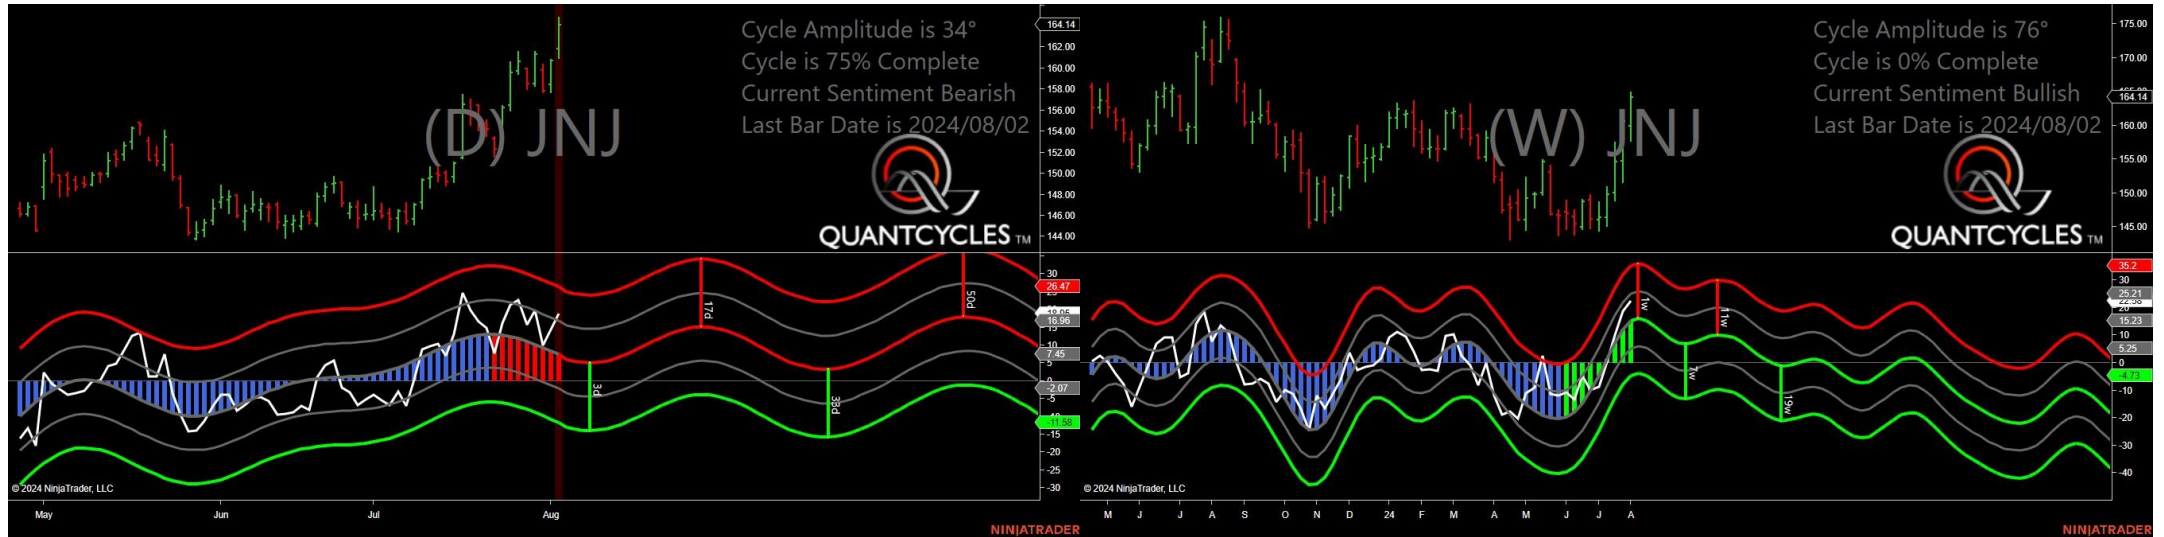 Cycle Amplitude is 34°
Cycle is 75% Complete
Current Sentiment Bearish
Last Bar Date is 2024/08/02
(D) JNJ
QUANTCYCLES TM
164.14
162.00
160.00
158.00
156.00
154.00
152.00
150.00
148.00
146.00
144.00
30
26.47
16.96
15
10
7.45
-2.07
-5
-11.58
-15
-20
-25
-30
3d
17d
33d
50d
© 2024 NinjaTrader, LLC
May Jun Jul Aug
NINJATRADER
Cycle Amplitude is 76°
Cycle is 0% Complete
Current Sentiment Bullish
Last Bar Date is 2024/08/02
(W) JNJ
QUANTCYCLES TM
175.00
170.00
164.14
160.00
155.00
150.00
145.00
35.2
30
25.21
15.23
5.25
0
-4.73
-10
-20
-30
-40
1w
7w
11w
19w
© 2024 NinjaTrader, LLC
M J J A S O N D 24 F M A M J J A
NINJATRADER